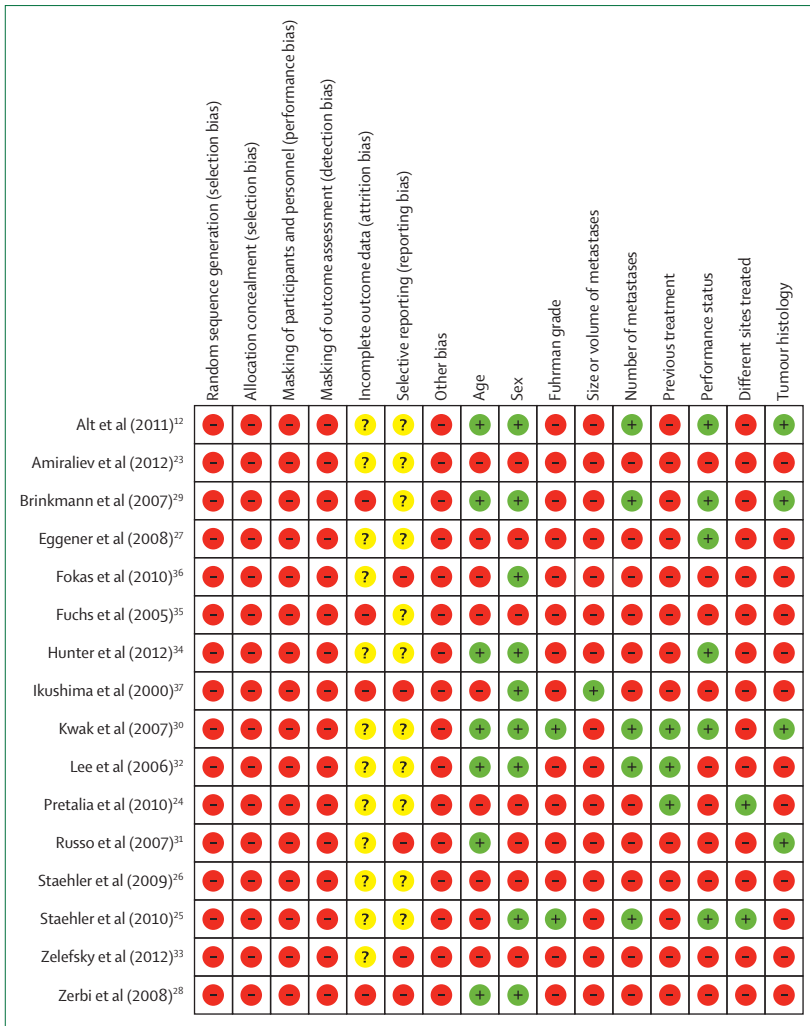 Random sequence generation (selection bias)
Allocation concealment (selection bias)
Masking of participants and personnel (performance bias)
Masking of outcome assessment (detection bias)
Incomplete outcome data (attrition bias)
Selective reporting (reporting bias)
Other bias
Age
Sex
Fuhrman grade
Size or volume of metastases
Number of metastases
Previous treatment
Performance status
Different sites treated
Tumour histology
Alt et al (2011)¹² – – – – ? ? – + + – – + – + – +
Amiraliev et al (2012)²³ – – – – ? ? – – – – – – – – – –
Brinkmann et al (2007)²⁹ – – – – – ? – + + – – + – + – +
Eggener et al (2008)²⁷ – – – – ? ? – – – – – – – + – –
Fokas et al (2010)³⁶ – – – – ? – – – + – – – – – – –
Fuchs et al (2005)³⁵ – – – – – ? – – – – – – – – – –
Hunter et al (2012)³⁴ – – – – ? ? – + + – – – – + – –
Ikushima et al (2000)³⁷ – – – – – – – – + – + – – – – –
Kwak et al (2007)³⁰ – – – – ? ? – + + + – + + + – +
Lee et al (2006)³² – – – – ? ? – + + – – + + – – –
Pretalia et al (2010)²⁴ – – – – ? ? – – – – – – + – + –
Russo et al (2007)³¹ – – – – ? – – + – – – – – – – +
Staehler et al (2009)²⁶ – – – – ? ? – – – – – – – – – –
Staehler et al (2010)²⁵ – – – – ? ? – – + + – + – + + –
Zelefsky et al (2012)³³ – – – – ? – – – – – – – – – – –
Zerbi et al (2008)²⁸ – – – – – – – + + – – – – – – –